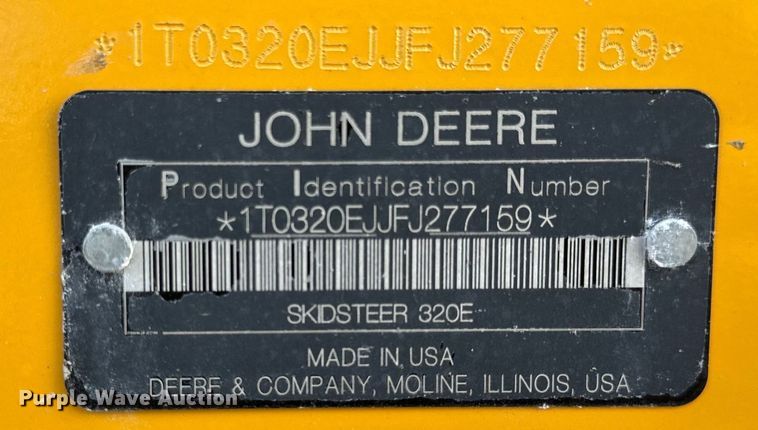 *1T0320EJJFJ277159*
JOHN DEERE
Product Identification Number
*1T0320EJJFJ277159*
SKIDSTEER 320E
MADE IN USA
DEERE & COMPANY, MOLINE, ILLINOIS, USA
Purple Wave Auction